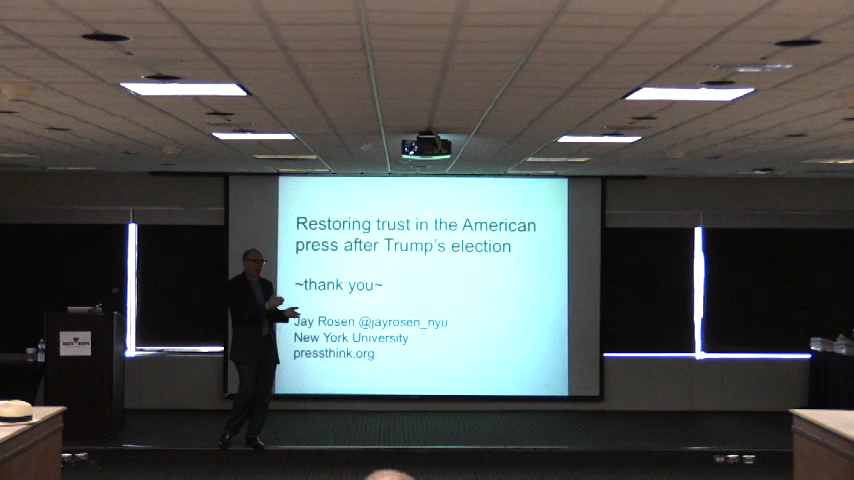 Restoring trust in the American
press after Trump's election
~thank you~
Jay Rosen @jayrosen_nyu
New York University
pressthink.org